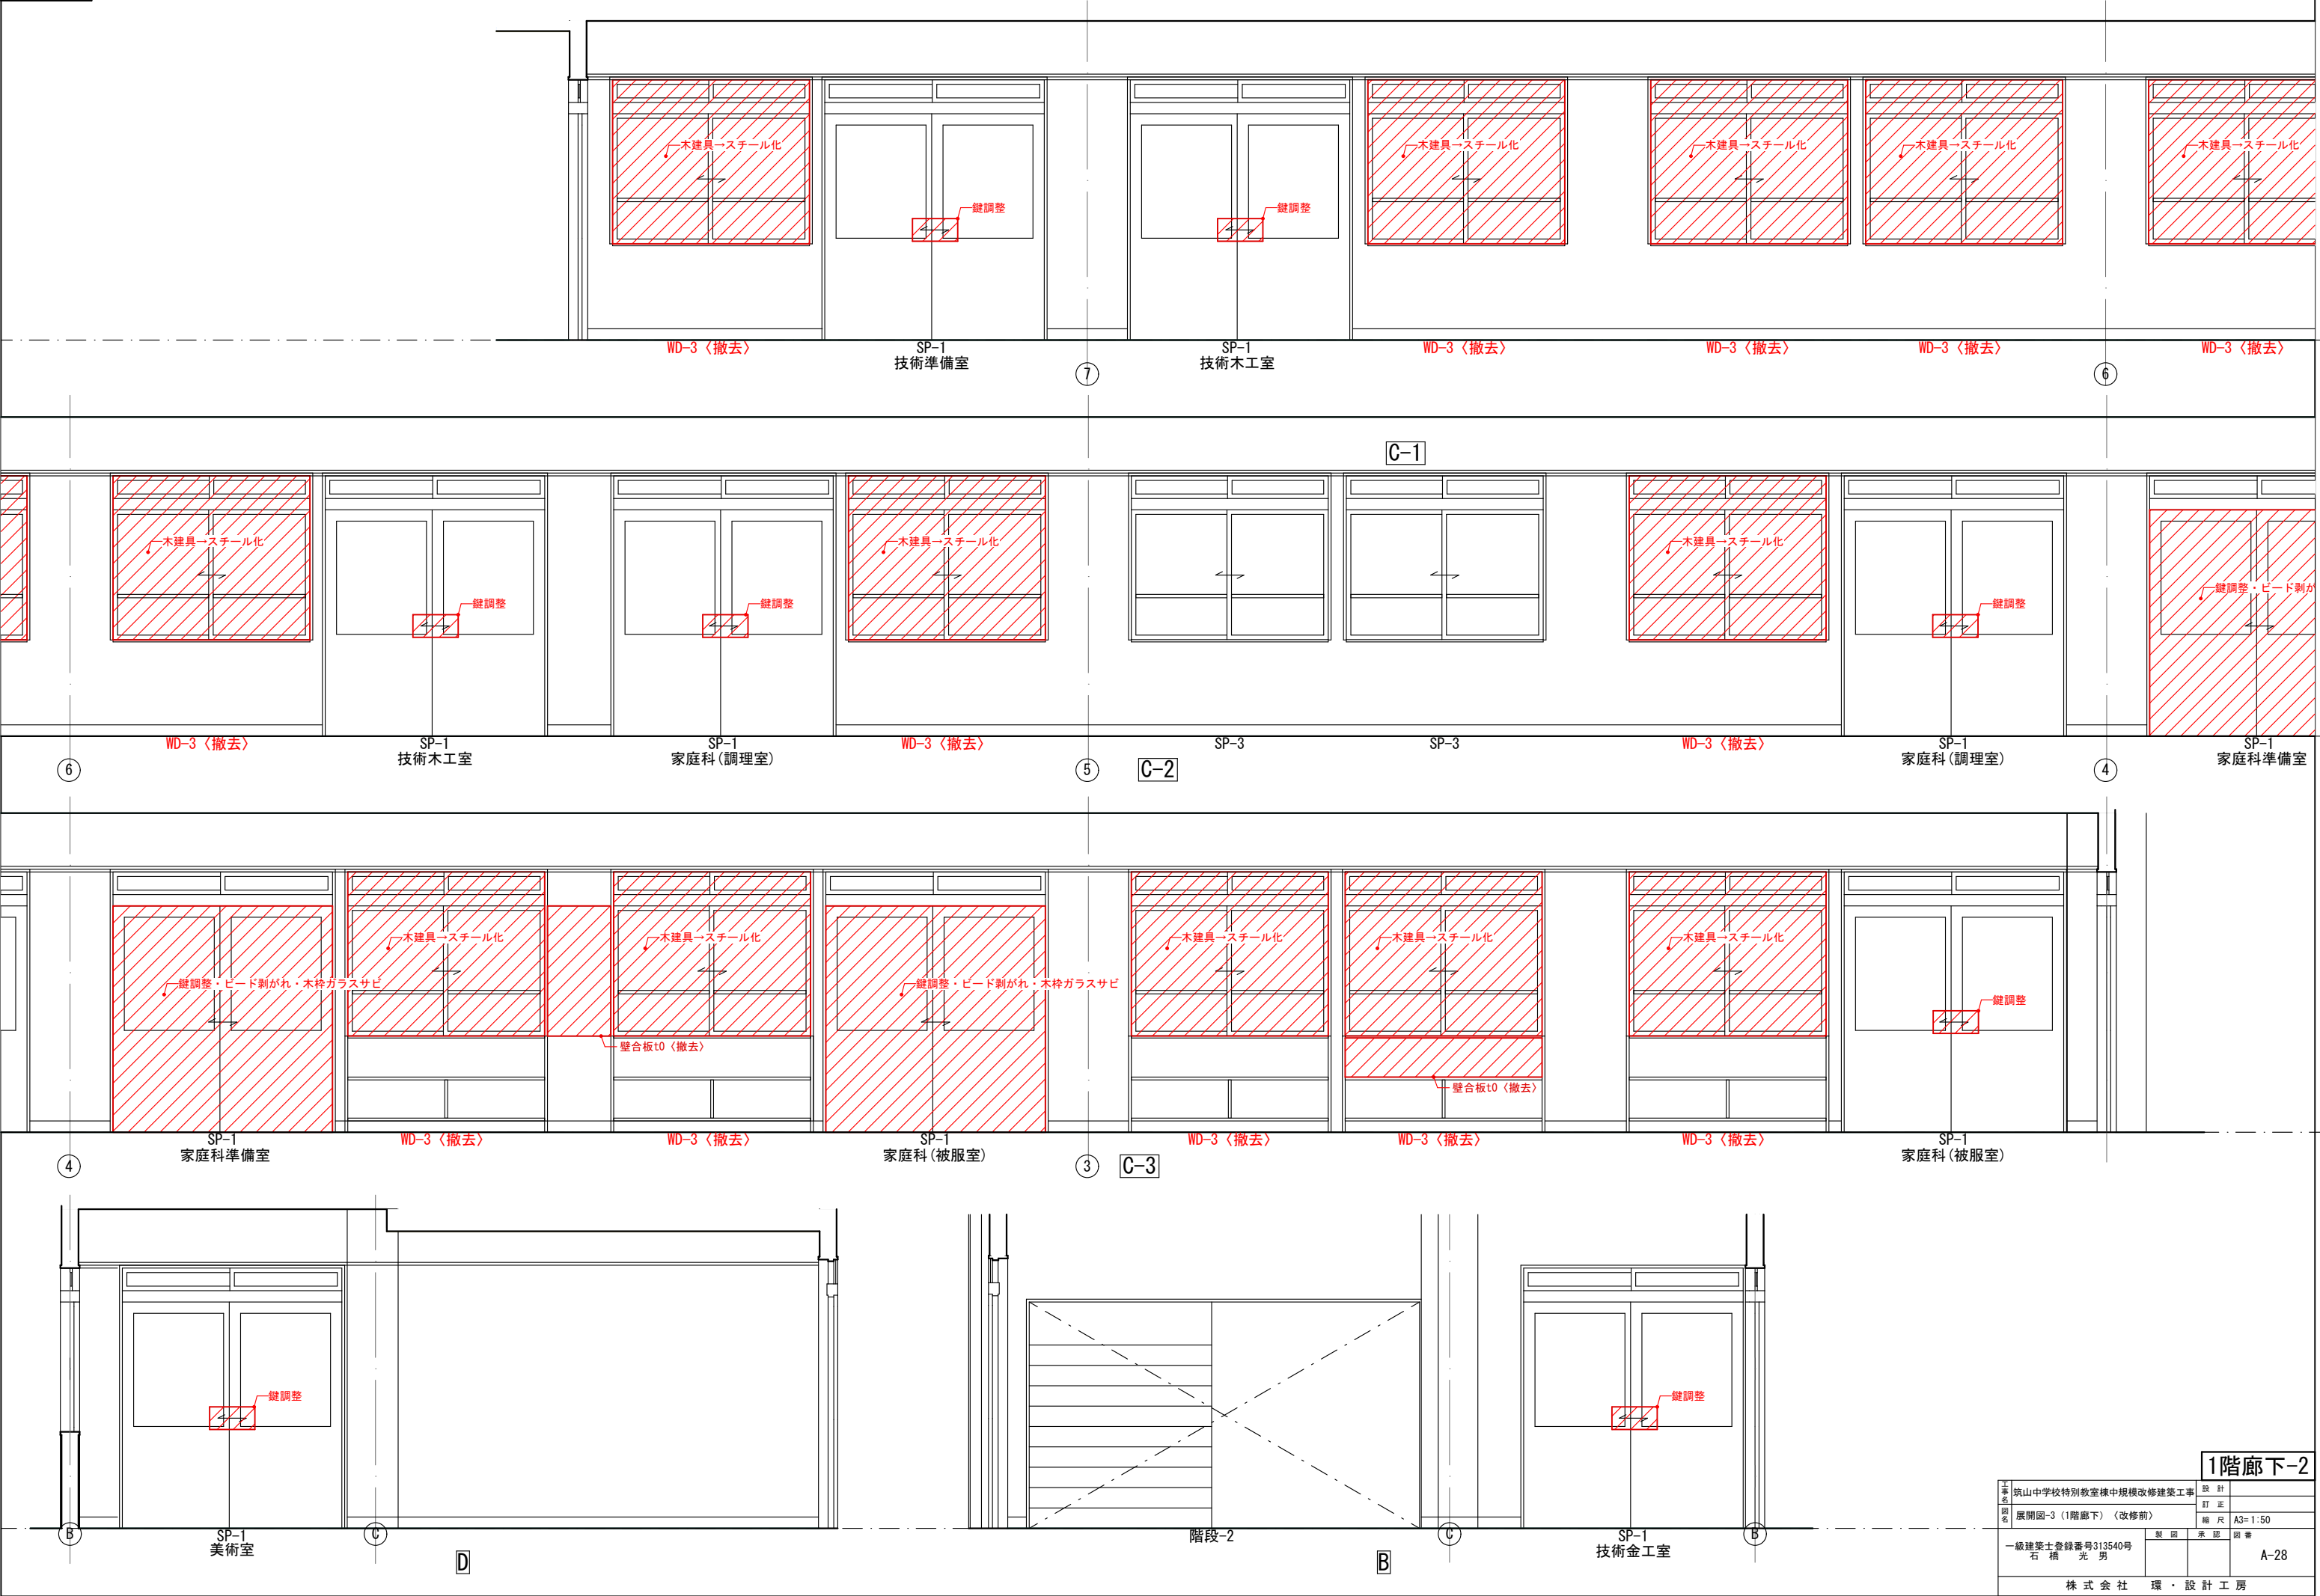 木建具→スチール化
木建具→スチール化
木建具→スチール化
木建具→スチール化
木建具→スチール化
鍵調整
鍵調整
WD-3〈撤去〉
SP-1
技術準備室
⑦
SP-1
技術木工室
WD-3〈撤去〉
WD-3〈撤去〉
WD-3〈撤去〉
⑥
WD-3〈撤去〉
C-1
木建具→スチール化
木建具→スチール化
木建具→スチール化
鍵調整・ビード剥が
鍵調整
鍵調整
鍵調整
WD-3〈撤去〉
SP-1
技術木工室
SP-1
家庭科(調理室)
WD-3〈撤去〉
SP-3
SP-3
WD-3〈撤去〉
SP-1
家庭科(調理室)
SP-1
家庭科準備室
⑥
⑤
C-2
④
木建具→スチール化
木建具→スチール化
木建具→スチール化
木建具→スチール化
木建具→スチール化
鍵調整・ビード剥がれ・木枠ガラスサビ
鍵調整・ビード剥がれ・木枠ガラスサビ
鍵調整
壁合板t0〈撤去〉
壁合板t0〈撤去〉
SP-1
家庭科準備室
WD-3〈撤去〉
WD-3〈撤去〉
SP-1
家庭科(被服室)
WD-3〈撤去〉
WD-3〈撤去〉
WD-3〈撤去〉
SP-1
家庭科(被服室)
④
③
C-3
鍵調整
鍵調整
B
SP-1
美術室
C
D
階段-2
C
SP-1
技術金工室
B
B
1階廊下-2
工事名
筑山中学校特別教室棟中規模改修建築工事
設計
訂正
図名
展開図-3（1階廊下）〈改修前〉
縮尺
A3=1:50
製図
承認
図番
一級建築士登録番号313540号
石橋 光男
A-28
株式会社 環・設計工房